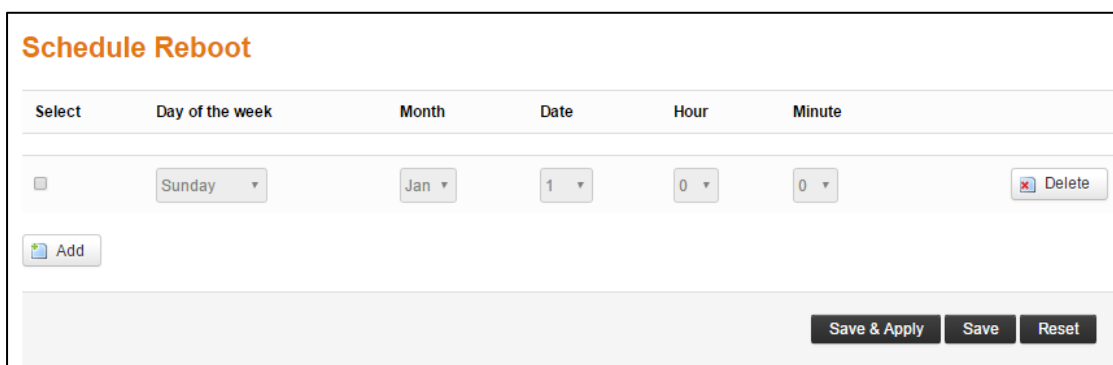 Schedule Reboot
Select Day of the week Month Date Hour Minute
Sunday Jan 1 0 0 Delete
Add
Save & Apply Save Reset